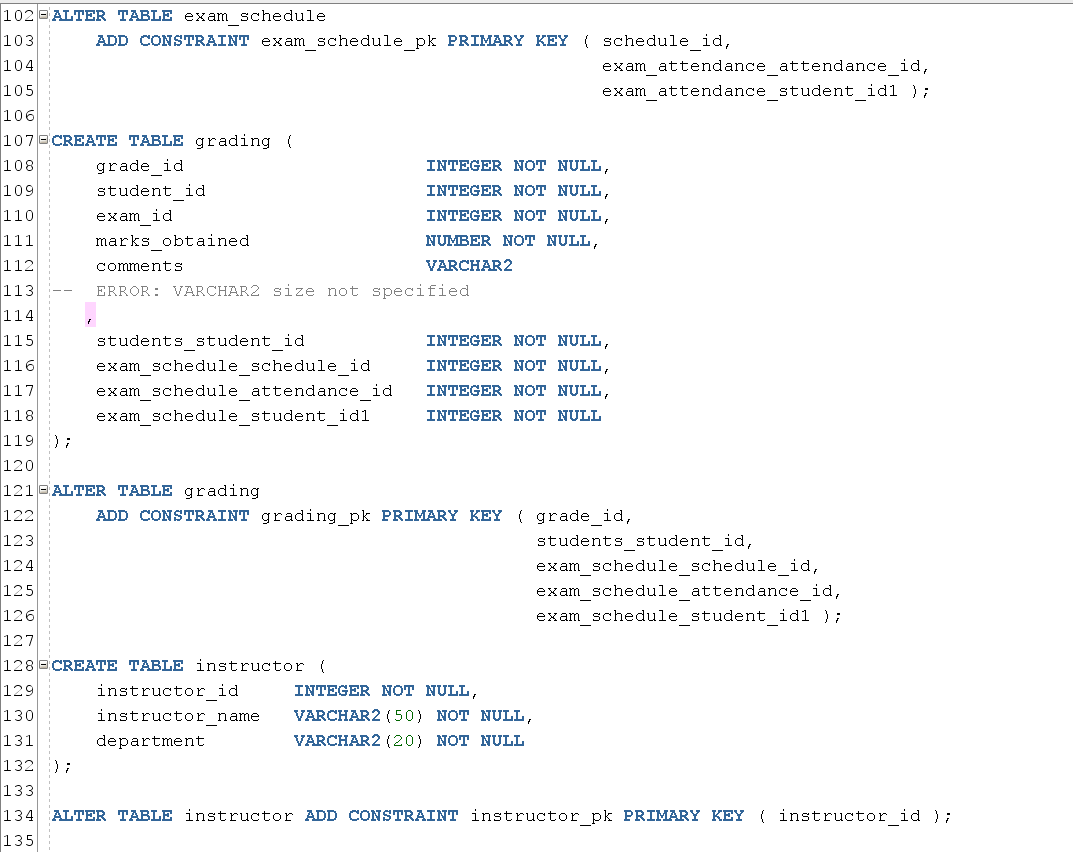 102 ALTER TABLE exam_schedule
103     ADD CONSTRAINT exam_schedule_pk PRIMARY KEY ( schedule_id,
104                                                   exam_attendance_attendance_id,
105                                                   exam_attendance_student_id1 );
106
107 CREATE TABLE grading (
108     grade_id                      INTEGER NOT NULL,
109     student_id                    INTEGER NOT NULL,
110     exam_id                       INTEGER NOT NULL,
111     marks_obtained                NUMBER NOT NULL,
112     comments                      VARCHAR2
113 --  ERROR: VARCHAR2 size not specified
114    ,
115     students_student_id           INTEGER NOT NULL,
116     exam_schedule_schedule_id     INTEGER NOT NULL,
117     exam_schedule_attendance_id   INTEGER NOT NULL,
118     exam_schedule_student_id1     INTEGER NOT NULL
119 );
120
121 ALTER TABLE grading
122     ADD CONSTRAINT grading_pk PRIMARY KEY ( grade_id,
123                                             students_student_id,
124                                             exam_schedule_schedule_id,
125                                             exam_schedule_attendance_id,
126                                             exam_schedule_student_id1 );
127
128 CREATE TABLE instructor (
129     instructor_id     INTEGER NOT NULL,
130     instructor_name   VARCHAR2(50) NOT NULL,
131     department        VARCHAR2(20) NOT NULL
132 );
133
134 ALTER TABLE instructor ADD CONSTRAINT instructor_pk PRIMARY KEY ( instructor_id );
135